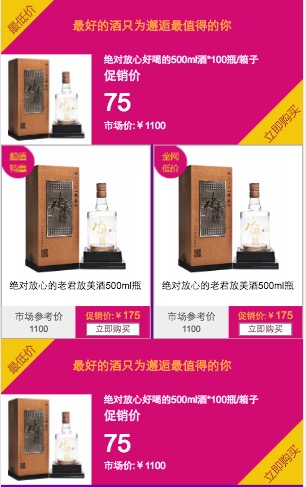 最低价
最好的酒只为邂逅最值得的你
绝对放心好喝的500ml酒*100瓶/箱子
促销价
75
市场价:￥1100
立即购买
超值
特惠
全网
低价
绝对放心的老君放美酒500ml瓶
绝对放心的老君放美酒500ml瓶
市场参考价
1100
促销价:￥175
立即购买
市场参考价
1100
促销价:￥175
立即购买
最低价
最好的酒只为邂逅最值得的你
绝对放心好喝的500ml酒*100瓶/箱子
促销价
75
市场价:￥1100
立即购买